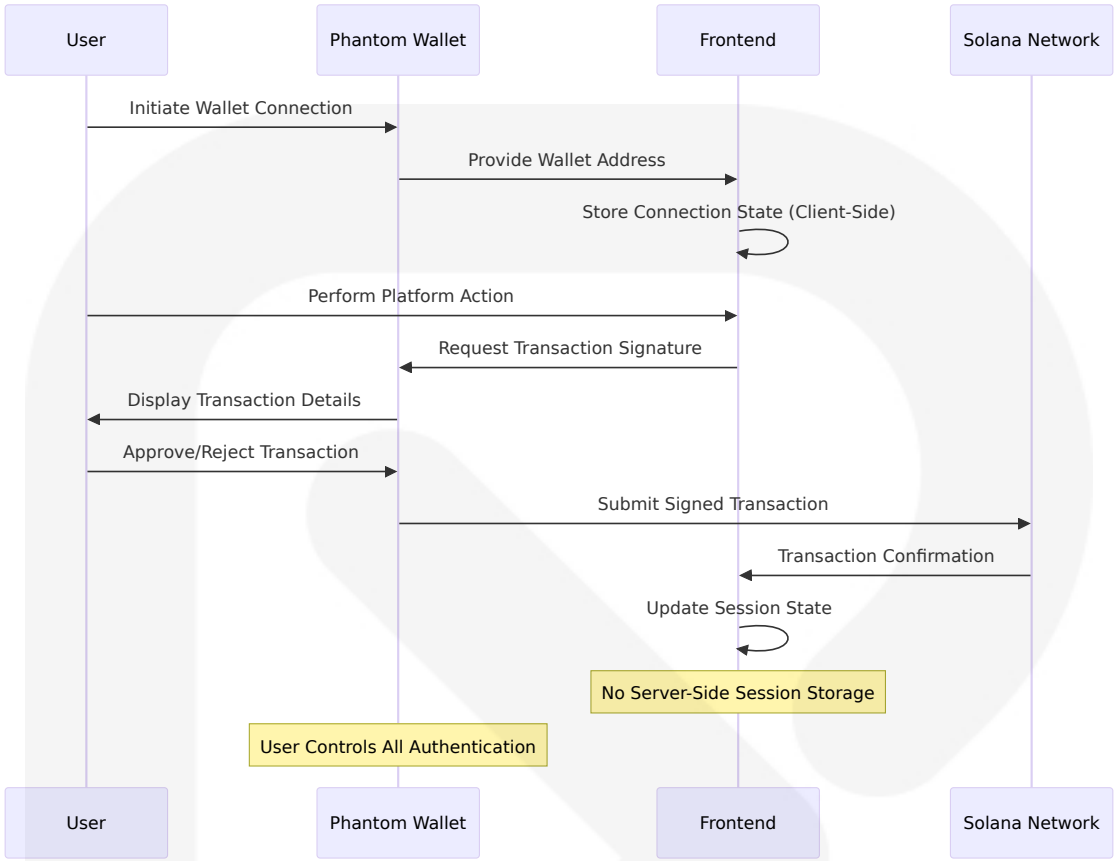 User
Phantom Wallet
Frontend
Solana Network
Initiate Wallet Connection
Provide Wallet Address
Store Connection State (Client-Side)
Perform Platform Action
Request Transaction Signature
Display Transaction Details
Approve/Reject Transaction
Submit Signed Transaction
Transaction Confirmation
Update Session State
No Server-Side Session Storage
User Controls All Authentication
User
Phantom Wallet
Frontend
Solana Network